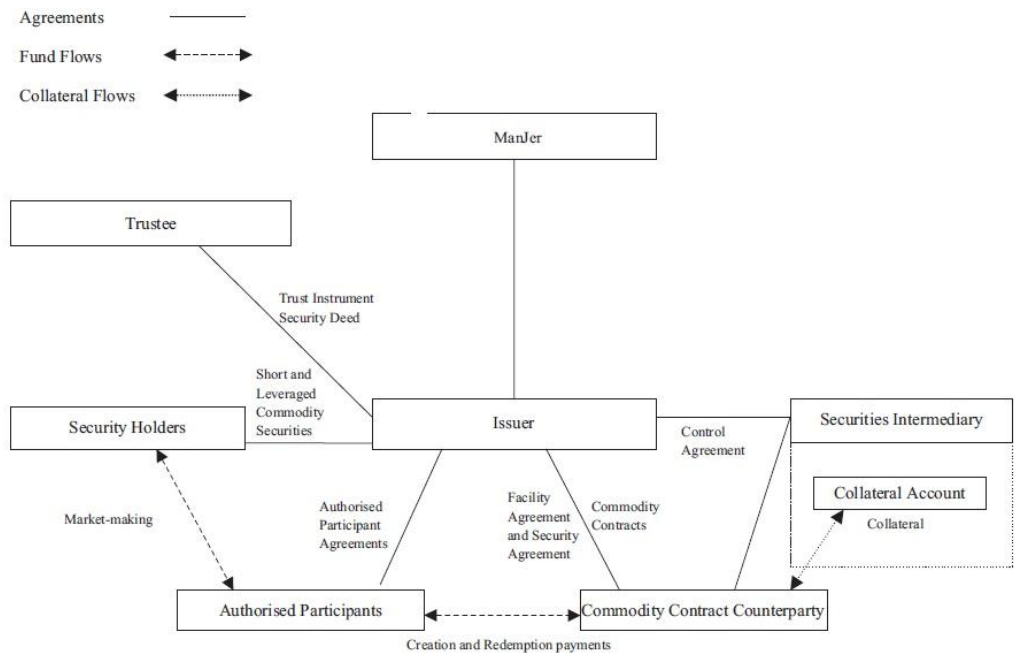 Agreements
Fund Flows
Collateral Flows
ManJer
Trustee
Trust Instrument
Security Deed
Short and
Leveraged
Commodity
Securities
Security Holders
Issuer
Securities Intermediary
Control
Agreement
Collateral Account
Collateral
Market-making
Authorised
Participant
Agreements
Facility
Agreement
and Security
Agreement
Commodity
Contracts
Authorised Participants
Commodity Contract Counterparty
Creation and Redemption payments